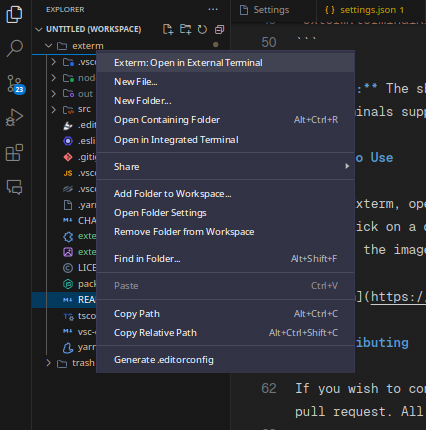 EXPLORER
...
Settings
{} settings.json 1
UNTITLED (WORKSPACE)
exterm
50
```
.vsc
Exterm: Open in External Terminal
nod
New File...
:** The sh
out
New Folder...
inals supp
src
Open Containing Folder Ctrl+Alt+R
.edi
Open in Integrated Terminal
.esli
o Use
.gitig
Share
.vsc
Add Folder to Workspace...
xterm, ope
.vsc
Open Folder Settings
ick on a d
.yarr
Remove Folder from Workspace
the image
CHA
exte
Find in Folder... Alt+Shift+F
exte
LICE
Paste Ctrl+V
pack
](https:/
REA
Copy Path Alt+Ctrl+C
tsco
Copy Relative Path Alt+Ctrl+Shift+C
ibuting
vsc-
yarn
Generate .editorconfig
trash
62
If you wish to con
pull request. All
23